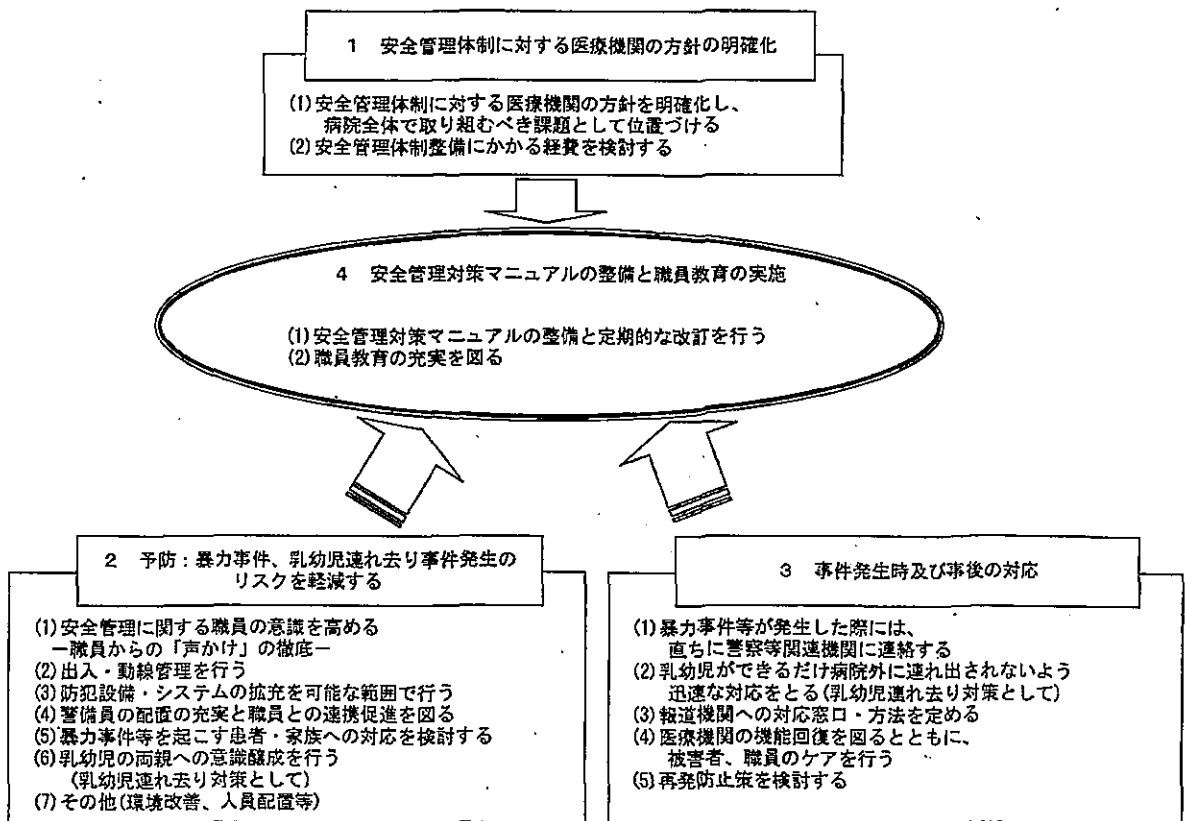 1 安全管理体制に対する医療機関の方針の明確化
(1)安全管理体制に対する医療機関の方針を明確化し、
病院全体で取り組むべき課題として位置づける
(2)安全管理体制整備にかかる経費を検討する
4 安全管理対策マニュアルの整備と職員教育の実施
(1)安全管理対策マニュアルの整備と定期的な改訂を行う
(2)職員教育の充実を図る
2 予防：暴力事件、乳幼児連れ去り事件発生の
リスクを軽減する
(1)安全管理に関する職員の意識を高める
－職員からの「声かけ」の徹底－
(2)出入・動線管理を行う
(3)防犯設備・システムの拡充を可能な範囲で行う
(4)警備員の配置の充実と職員との連携促進を図る
(5)暴力事件等を起こす患者・家族への対応を検討する
(6)乳幼児の両親への意識醸成を行う
(乳幼児連れ去り対策として)
(7)その他(環境改善、人員配置等)
3 事件発生時及び事後の対応
(1)暴力事件等が発生した際には、
直ちに警察等関連機関に連絡する
(2)乳幼児ができるだけ病院外に連れ出されないよう
迅速な対応をとる(乳幼児連れ去り対策として)
(3)報道機関への対応窓口・方法を定める
(4)医療機関の機能回復を図るとともに、
被害者、職員のケアを行う
(5)再発防止策を検討する